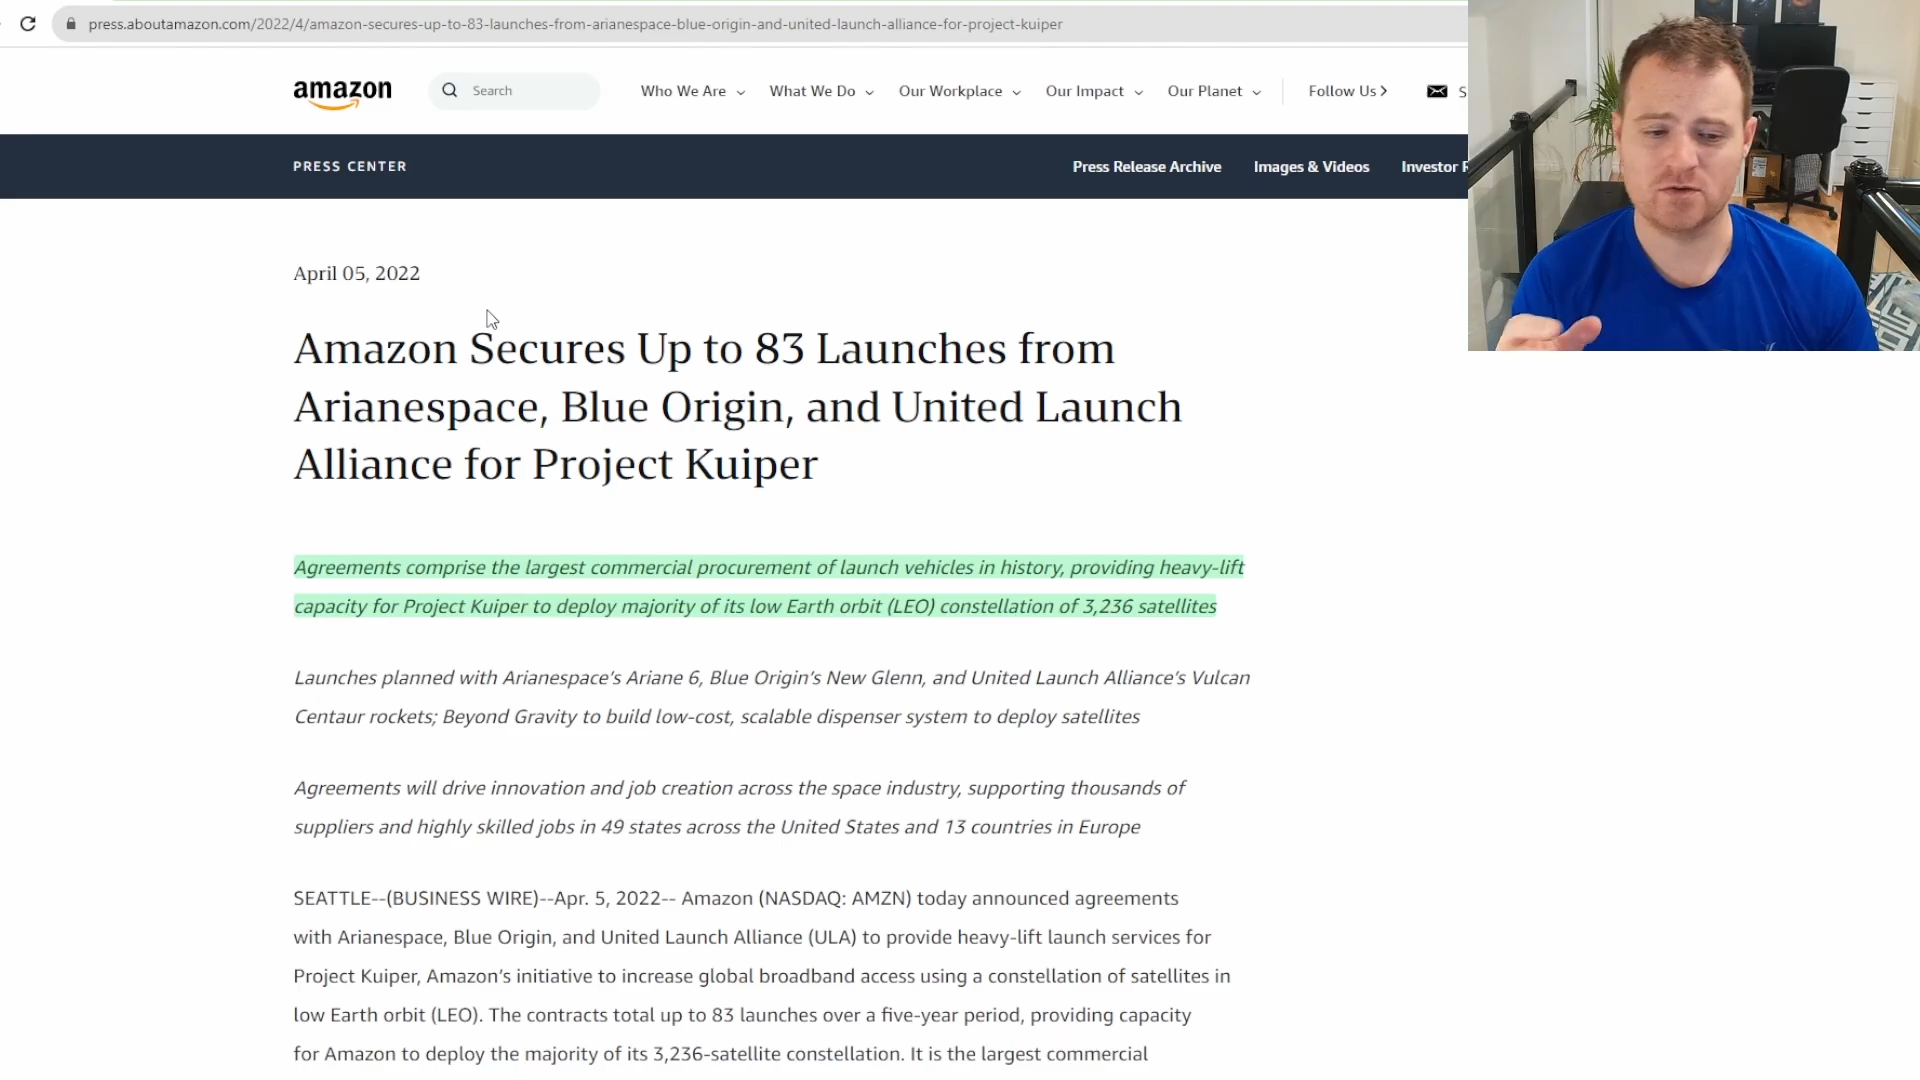 press.aboutamazon.com/2022/4/amazon-secures-up-to-83-launches-from-arianespace-blue-origin-and-united-launch-alliance-for-project-kuiper
amazon Search Who We Are What We Do Our Workplace Our Impact Our Planet Follow Us S
PRESS CENTER Press Release Archive Images & Videos Investor R
April 05, 2022
Amazon Secures Up to 83 Launches from
Arianespace, Blue Origin, and United Launch
Alliance for Project Kuiper
Agreements comprise the largest commercial procurement of launch vehicles in history, providing heavy-lift
capacity for Project Kuiper to deploy majority of its low Earth orbit (LEO) constellation of 3,236 satellites
Launches planned with Arianespace’s Ariane 6, Blue Origin’s New Glenn, and United Launch Alliance’s Vulcan
Centaur rockets; Beyond Gravity to build low-cost, scalable dispenser system to deploy satellites
Agreements will drive innovation and job creation across the space industry, supporting thousands of
suppliers and highly skilled jobs in 49 states across the United States and 13 countries in Europe
SEATTLE--(BUSINESS WIRE)--Apr. 5, 2022-- Amazon (NASDAQ: AMZN) today announced agreements
with Arianespace, Blue Origin, and United Launch Alliance (ULA) to provide heavy-lift launch services for
Project Kuiper, Amazon’s initiative to increase global broadband access using a constellation of satellites in
low Earth orbit (LEO). The contracts total up to 83 launches over a five-year period, providing capacity
for Amazon to deploy the majority of its 3,236-satellite constellation. It is the largest commercial